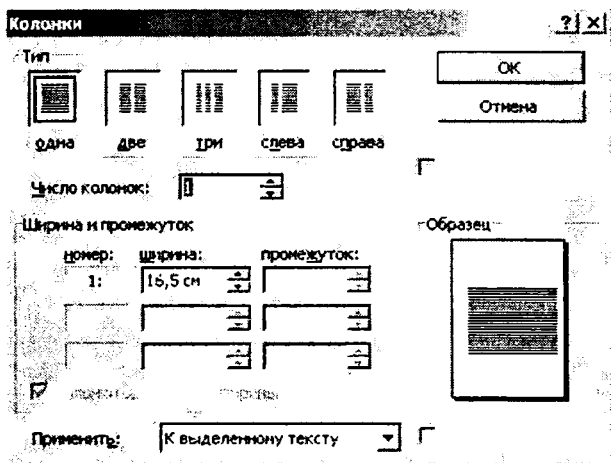 Колонки ? ×
Тип
ОК
Отмена
одна две три слева справа
Число колонок: 1
Ширина и промежуток
Образец
номер: ширина: промежуток:
1: 16,5 см
Применить: К выделенному тексту